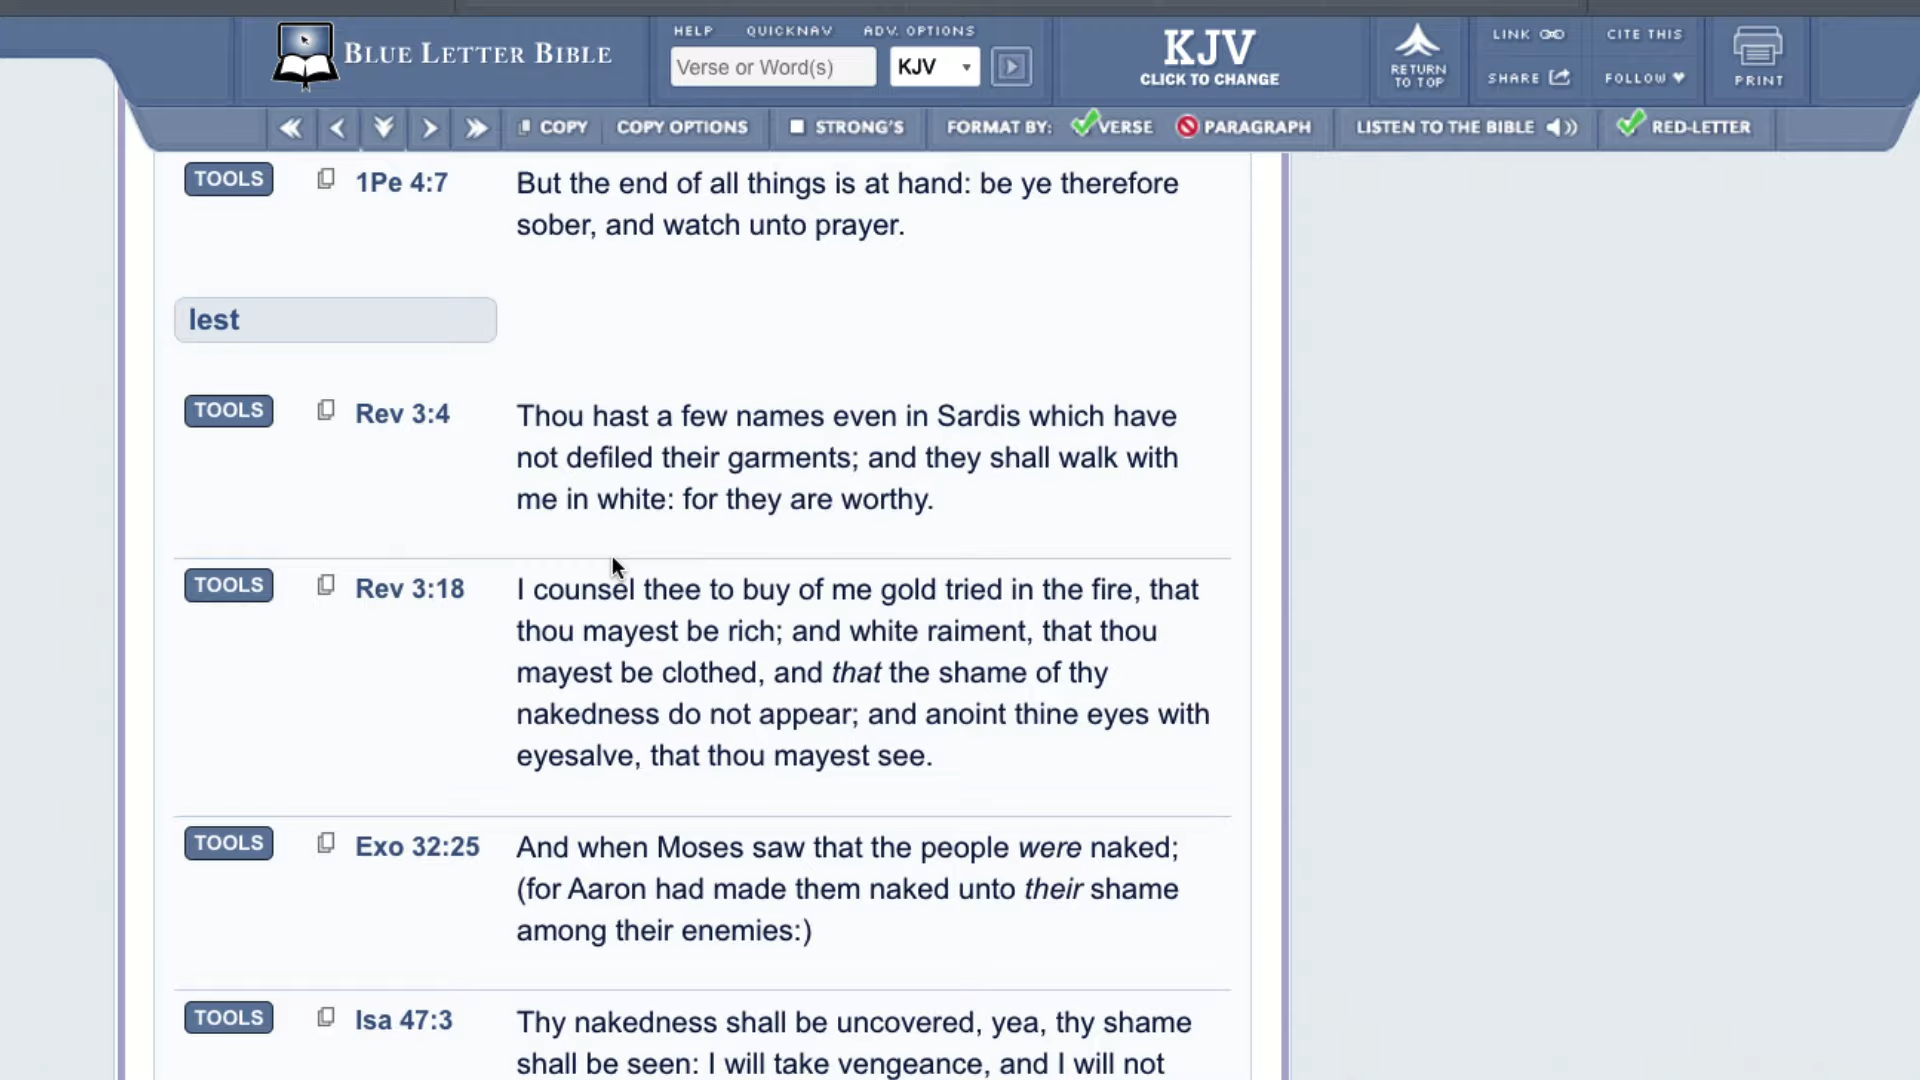 BLUE LETTER BIBLE
HELP QUICKNAV ADV. OPTIONS
Verse or Word(s) KJV
KJV
CLICK TO CHANGE
RETURN
TO TOP
LINK
SHARE
CITE THIS
FOLLOW
PRINT
COPY COPY OPTIONS STRONG'S FORMAT BY: VERSE PARAGRAPH LISTEN TO THE BIBLE RED-LETTER
TOOLS 1Pe 4:7 But the end of all things is at hand: be ye therefore
sober, and watch unto prayer.
lest
TOOLS Rev 3:4 Thou hast a few names even in Sardis which have
not defiled their garments; and they shall walk with
me in white: for they are worthy.
TOOLS Rev 3:18 I counsel thee to buy of me gold tried in the fire, that
thou mayest be rich; and white raiment, that thou
mayest be clothed, and that the shame of thy
nakedness do not appear; and anoint thine eyes with
eyesalve, that thou mayest see.
TOOLS Exo 32:25 And when Moses saw that the people were naked;
(for Aaron had made them naked unto their shame
among their enemies:)
TOOLS Isa 47:3 Thy nakedness shall be uncovered, yea, thy shame
shall be seen: I will take vengeance, and I will not